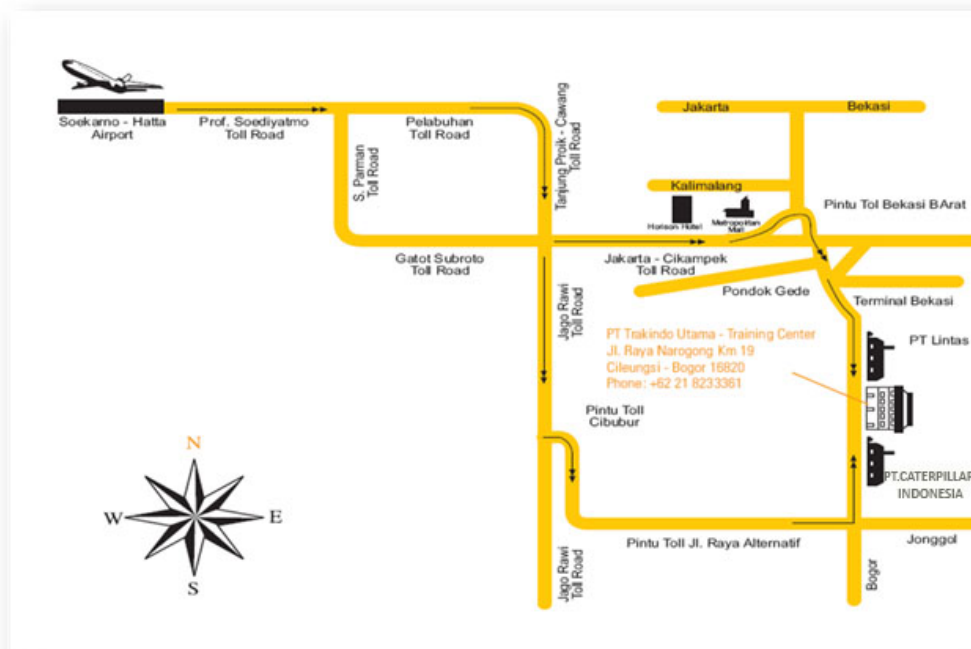 Soekarno - Hatta
Airport
Prof. Soediyatmo
Toll Road
Pelabuhan
Toll Road
S. Parman
Toll Road
Tanjung Proik - Cawang
Toll Road
Jakarta
Bekasi
Kalimalang
Horison Hotel
Metropolitan
Mall
Pintu Tol Bekasi BArat
Gatot Subroto
Toll Road
Jakarta - Cikampek
Toll Road
Pondok Gede
Terminal Bekasi
Jago Rawi
Toll Road
PT Trakindo Utama - Training Center
Jl. Raya Narogong Km 19
Cileungsi - Bogor 16820
Phone: +62 21 8233361
PT Lintas
Pintu Toll
Cibubur
PT.CATERPILLAR
INDONESIA
N
W
E
S
Pintu Toll Jl. Raya Alternatif
Jonggol
Jago Rawi
Toll Road
Bogor